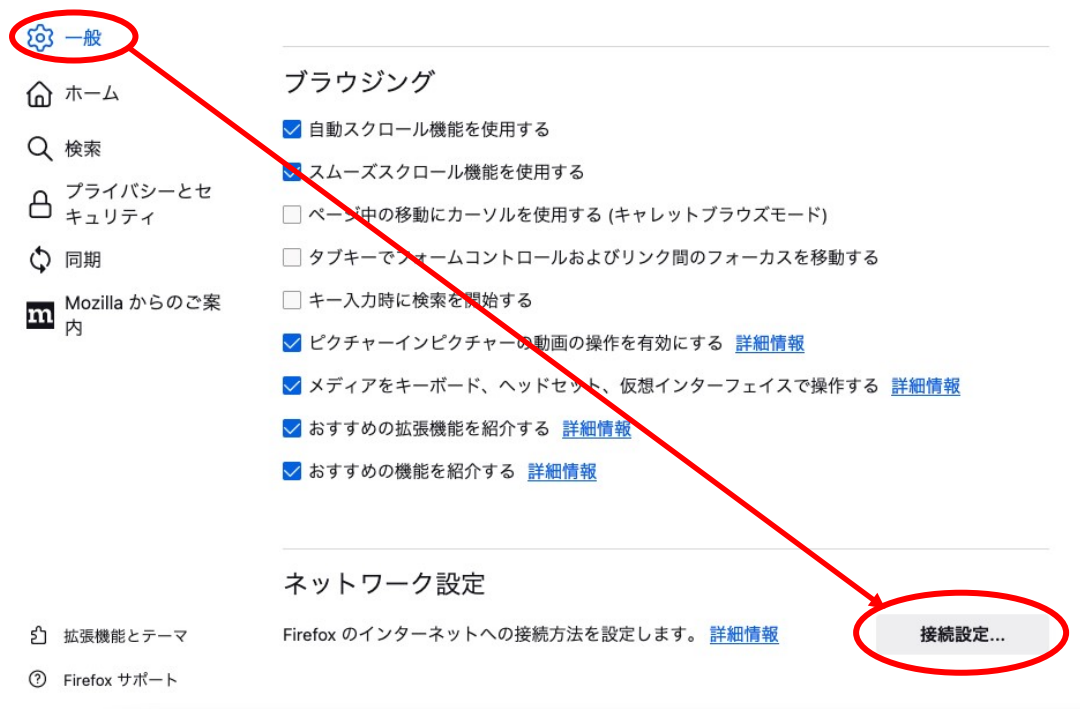 一般
ホーム
検索
プライバシーとセ
キュリティ
同期
Mozilla からのご案
内
拡張機能とテーマ
Firefox サポート
ブラウジング
自動スクロール機能を使用する
スムーズスクロール機能を使用する
ページ中の移動にカーソルを使用する (キャレットブラウズモード)
タブキーでフォームコントロールおよびリンク間のフォーカスを移動する
キー入力時に検索を開始する
ピクチャーインピクチャーの動画の操作を有効にする 詳細情報
メディアをキーボード、ヘッドセット、仮想インターフェイスで操作する 詳細情報
おすすめの拡張機能を紹介する 詳細情報
おすすめの機能を紹介する 詳細情報
ネットワーク設定
Firefox のインターネットへの接続方法を設定します。 詳細情報 接続設定...